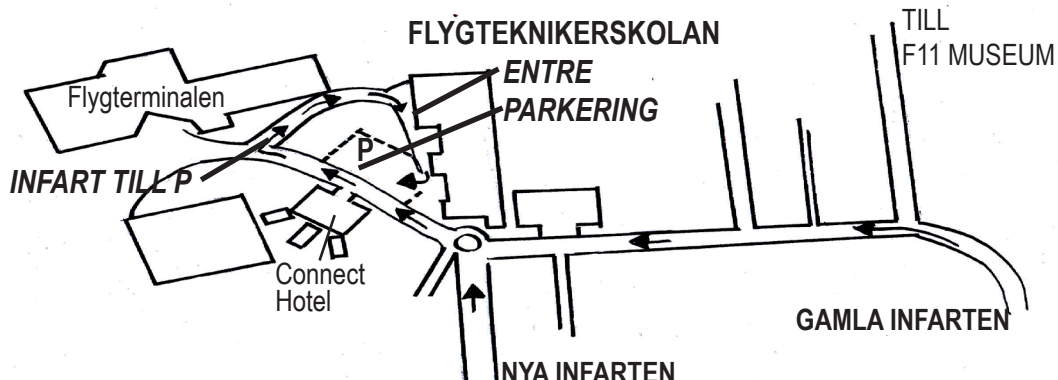 TILL
F11 MUSEUM
FLYGTEKNIKERSKOLAN
ENTRE
PARKERING
Flygterminalen
P
INFART TILL P
Connect
Hotel
GAMLA INFARTEN
NYA INFARTEN